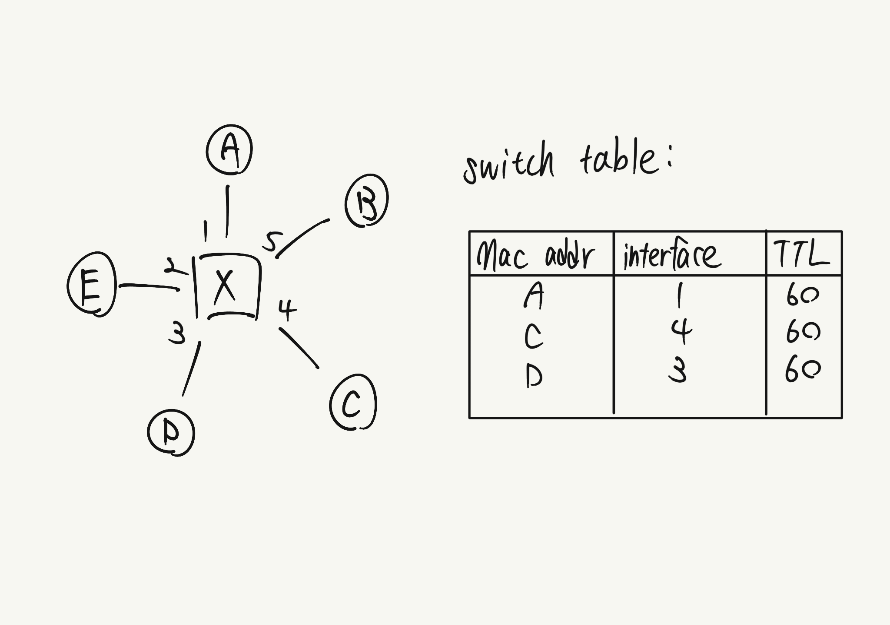 A
B
1
5
2
E
X
4
3
C
D
switch table:
Mac addr interface TTL
A 1 60
C 4 60
D 3 60